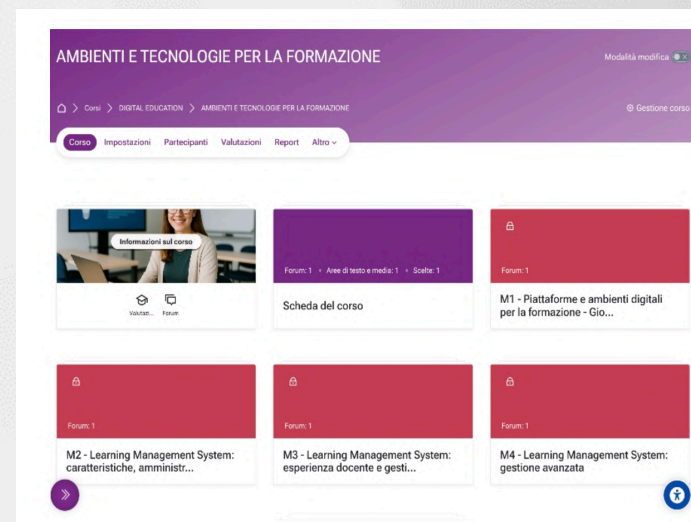 AMBIENTI E TECNOLOGIE PER LA FORMAZIONE
Modalità modifica
Corsi > DIGITAL EDUCATION > AMBIENTI E TECNOLOGIE PER LA FORMAZIONE
Gestione corso
Corso Impostazioni Partecipanti Valutazioni Report Altro
Informazioni sul corso
Valutazi... Forum
Forum: 1 • Aree di testo e media: 1 • Scelte: 1
Scheda del corso
Forum: 1
M1 - Piattaforme e ambienti digitali
per la formazione - Gio...
Forum: 1
M2 - Learning Management System:
caratteristiche, amministr...
Forum: 1
M3 - Learning Management System:
esperienza docente e gesti...
Forum: 1
M4 - Learning Management System:
gestione avanzata